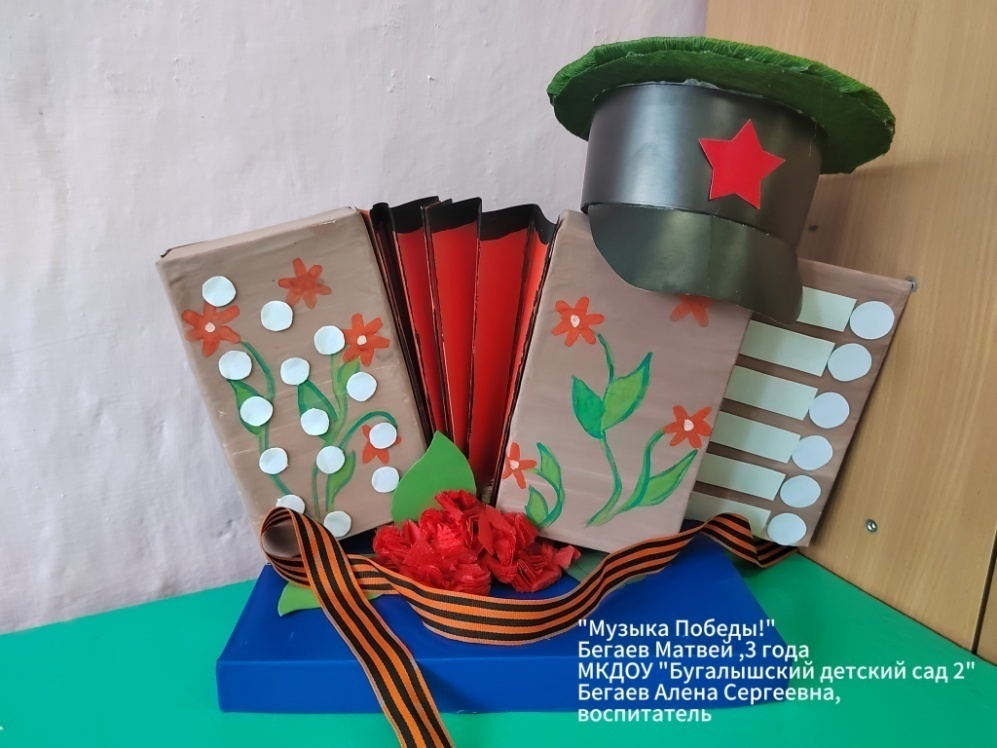 "Музыка Победы!"
Бегаев Матвей ,3 года
МКДОУ "Бугалышский детский сад 2"
Бегаев Алена Сергеевна,
воспитатель